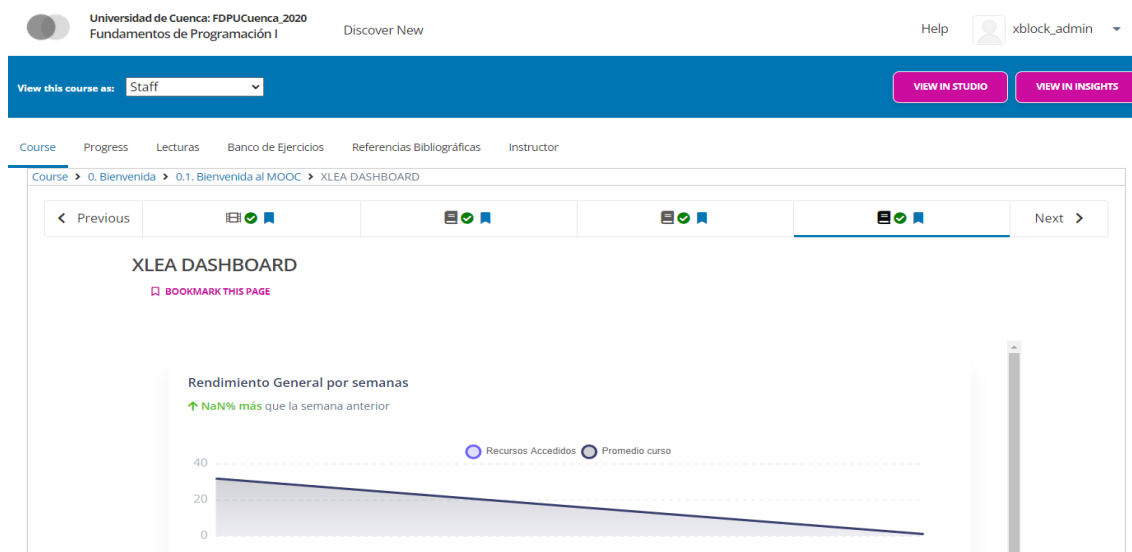 Universidad de Cuenca: FDPUCuenca_2020
Fundamentos de Programación I
Discover New
Help
xblock_admin
View this course as: Staff
VIEW IN STUDIO
VIEW IN INSIGHTS
Course Progress Lecturas Banco de Ejercicios Referencias Bibliográficas Instructor
Course > 0. Bienvenida > 0.1. Bienvenida al MOOC > XLEA DASHBOARD
Previous
Next
XLEA DASHBOARD
BOOKMARK THIS PAGE
Rendimiento General por semanas
NaN% más que la semana anterior
Recursos Accedidos Promedio curso
40
20
0